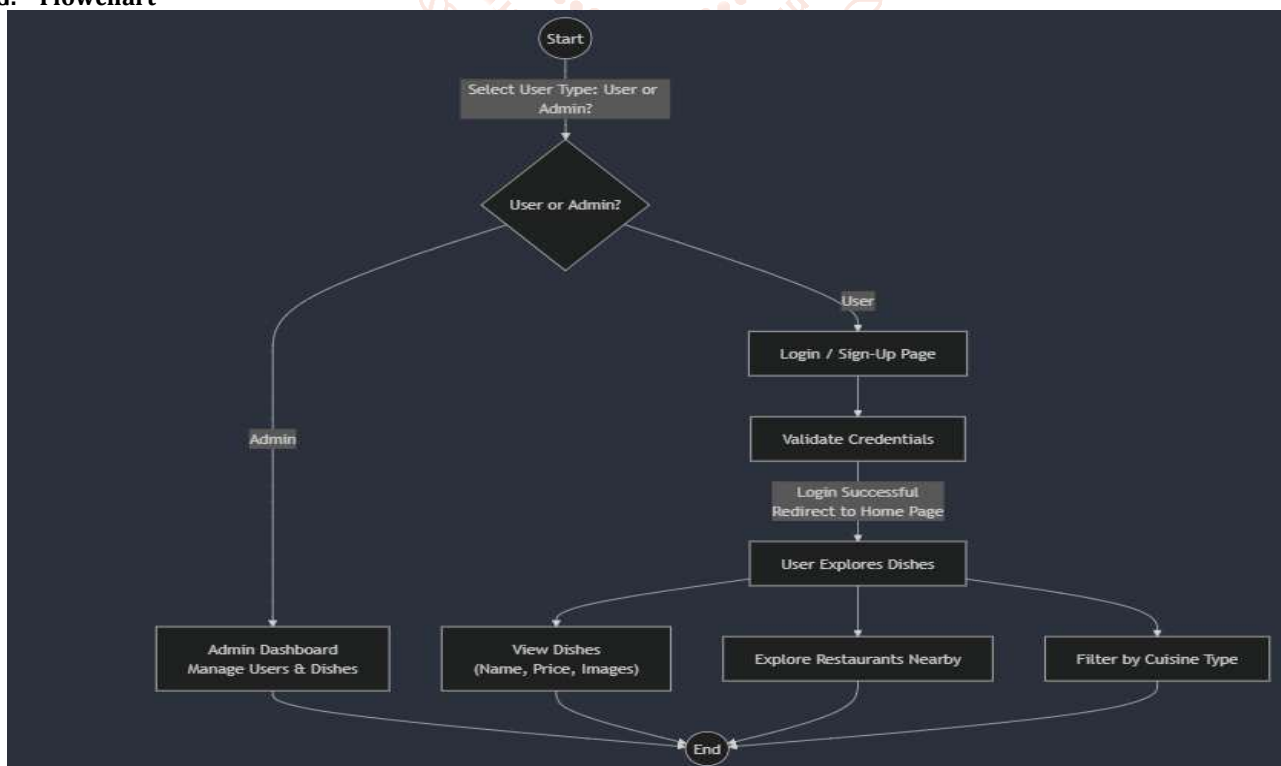 d. Flowchart
Start
Select User Type: User or
Admin?
User or Admin?
User
Login / Sign-Up Page
Admin
Validate Credentials
Login Successful
Redirect to Home Page
User Explores Dishes
Admin Dashboard
Manage Users & Dishes
View Dishes
(Name, Price, Images)
Explore Restaurants Nearby
Filter by Cuisine Type
End